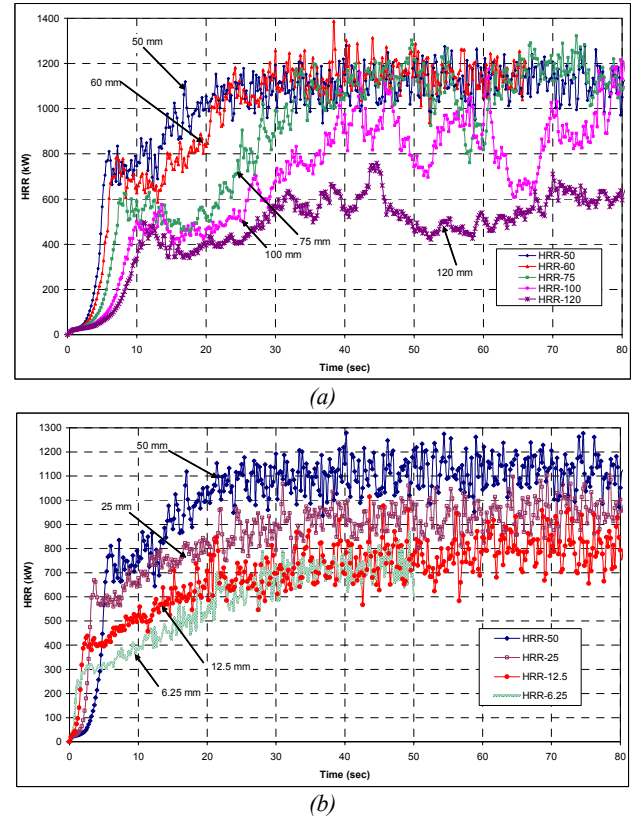 1400
1200
1000
800
600
400
200
0
HRR (kW)
50 mm
60 mm
75 mm
100 mm
120 mm
HRR-50
HRR-60
HRR-75
HRR-100
HRR-120
0 10 20 30 40 50 60 70 80
Time (sec)
(a)
1300
1200
1100
1000
900
800
700
600
500
400
300
200
100
0
HRR (kW)
50 mm
25 mm
12.5 mm
6.25 mm
HRR-50
HRR-25
HRR-12.5
HRR-6.25
0 10 20 30 40 50 60 70 80
Time (sec)
(b)